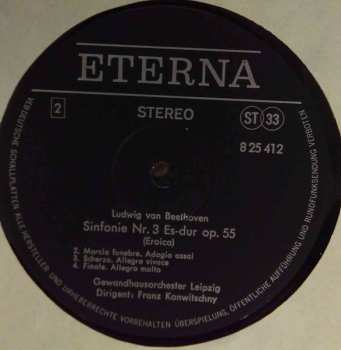 ETERNA
2
STEREO
ST 33
8 25 412
Ludwig van Beethoven
Sinfonie Nr. 3 Es-dur op. 55
(Eroica)
2. Marcia funebre. Adagio assai
3. Scherzo. Allegro vivace
4. Finale. Allegro molto
Gewandhausorchester Leipzig
Dirigent: Franz Konwitschny
VEB DEUTSCHE SCHALLPLATTEN ALLE HERSTELLER UND URHEBERRECHTE VORBEHALTEN ÜBERSPIELUNG, ÖFFENTLICHE AUFFÜHRUNG UND RUNDFUNKSENDUNG VERBOTEN